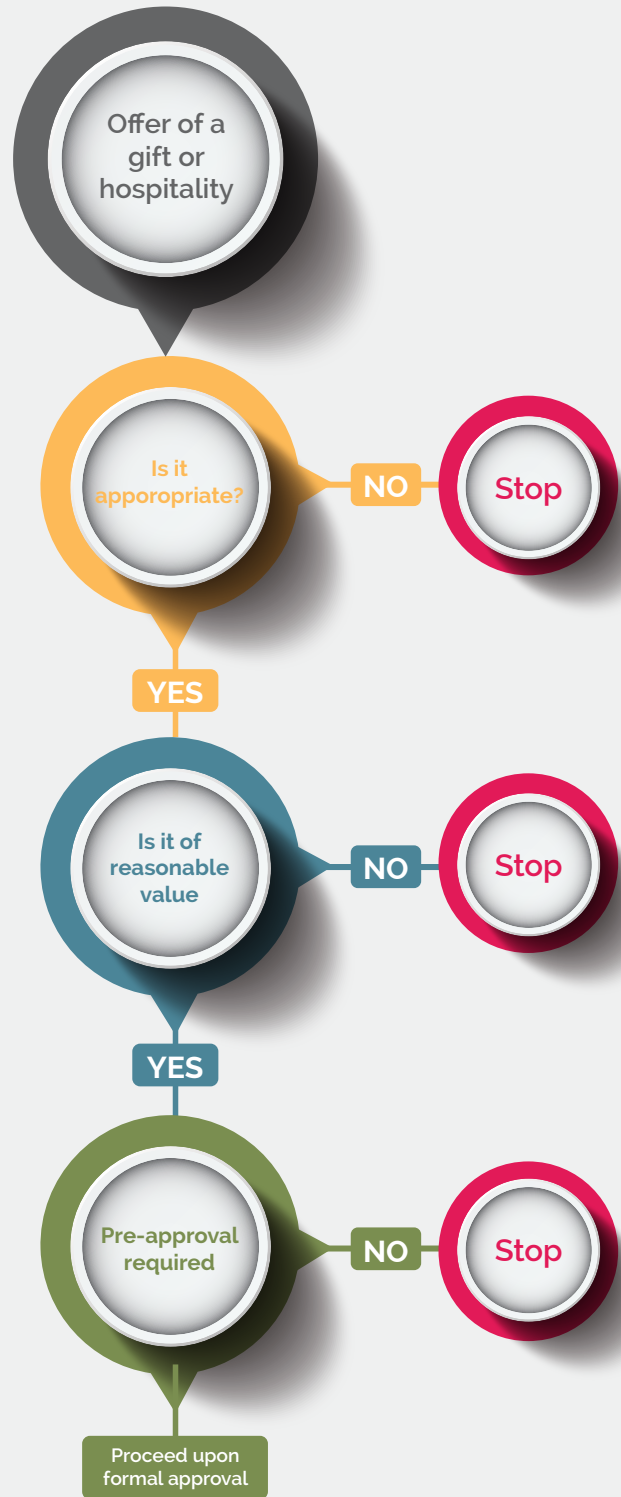 Offer of a
gift or
hospitality
Is it
apporopriate?
NO
Stop
YES
Is it of
reasonable
value
NO
Stop
YES
Pre-approval
required
NO
Stop
Proceed upon
formal approval